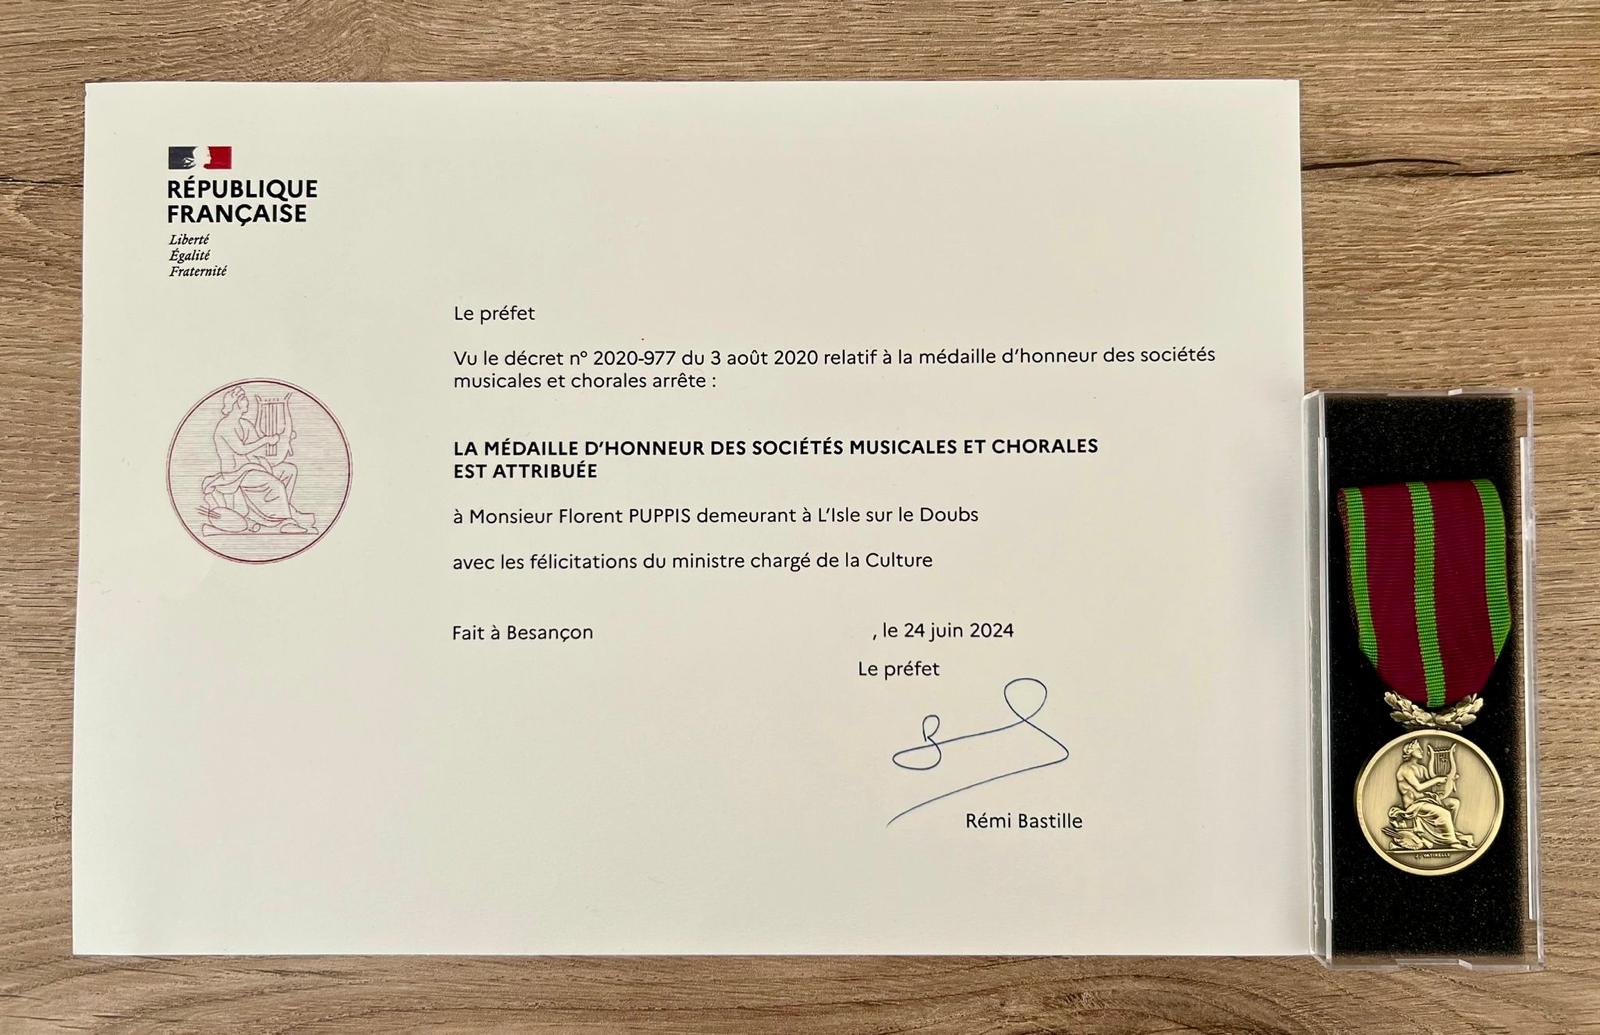 RÉPUBLIQUE
FRANÇAISE
Liberté
Égalité
Fraternité
Le préfet
Vu le décret nº 2020-977 du 3 août 2020 relatif à la médaille d'honneur des sociétés
musicales et chorales arrête :
LA MÉDAILLE D'HONNEUR DES SOCIÉTÉS MUSICALES ET CHORALES
EST ATTRIBUÉE
à Monsieur Florent PUPPIS demeurant à L'Isle sur le Doubs
avec les félicitations du ministre chargé de la Culture
Fait à Besançon , le 24 juin 2024
Le préfet
Rémi Bastille
VATINELLE